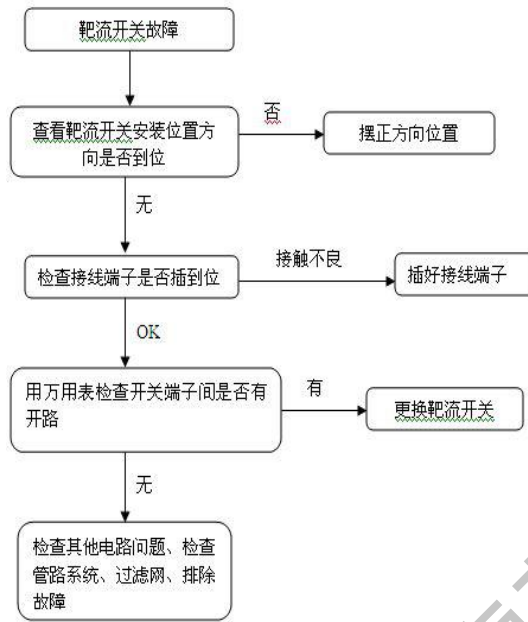 靶流开关故障
查看靶流开关安装位置方
向是否到位
否
摆正方向位置
无
检查接线端子是否插到位
接触不良
插好接线端子
OK
用万用表检查开关端子间是否有
开路
有
更换靶流开关
无
检查其他电路问题、检查
管路系统、过滤网、排除
故障